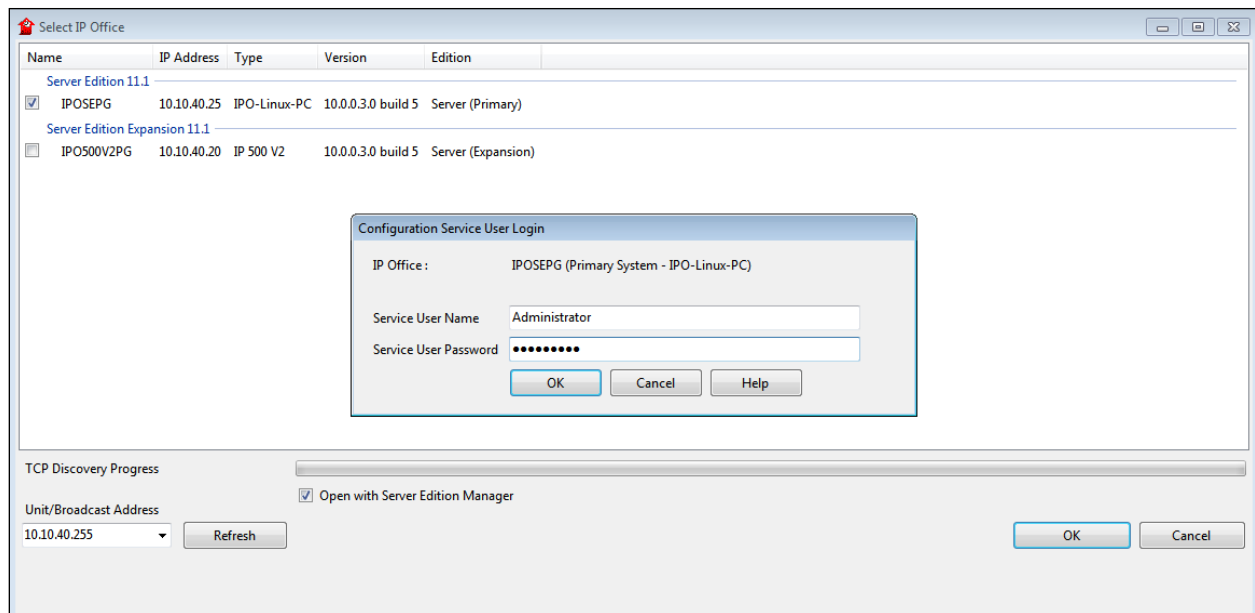 Select IP Office
Name IP Address Type Version Edition
Server Edition 11.1
IPOSEPG 10.10.40.25 IPO-Linux-PC 10.0.0.3.0 build 5 Server (Primary)
Server Edition Expansion 11.1
IPO500V2PG 10.10.40.20 IP 500 V2 10.0.0.3.0 build 5 Server (Expansion)
Configuration Service User Login
IP Office : IPOSEPG (Primary System - IPO-Linux-PC)
Service User Name Administrator
Service User Password •••••••••
OK Cancel Help
TCP Discovery Progress
Open with Server Edition Manager
Unit/Broadcast Address
10.10.40.255 Refresh OK Cancel